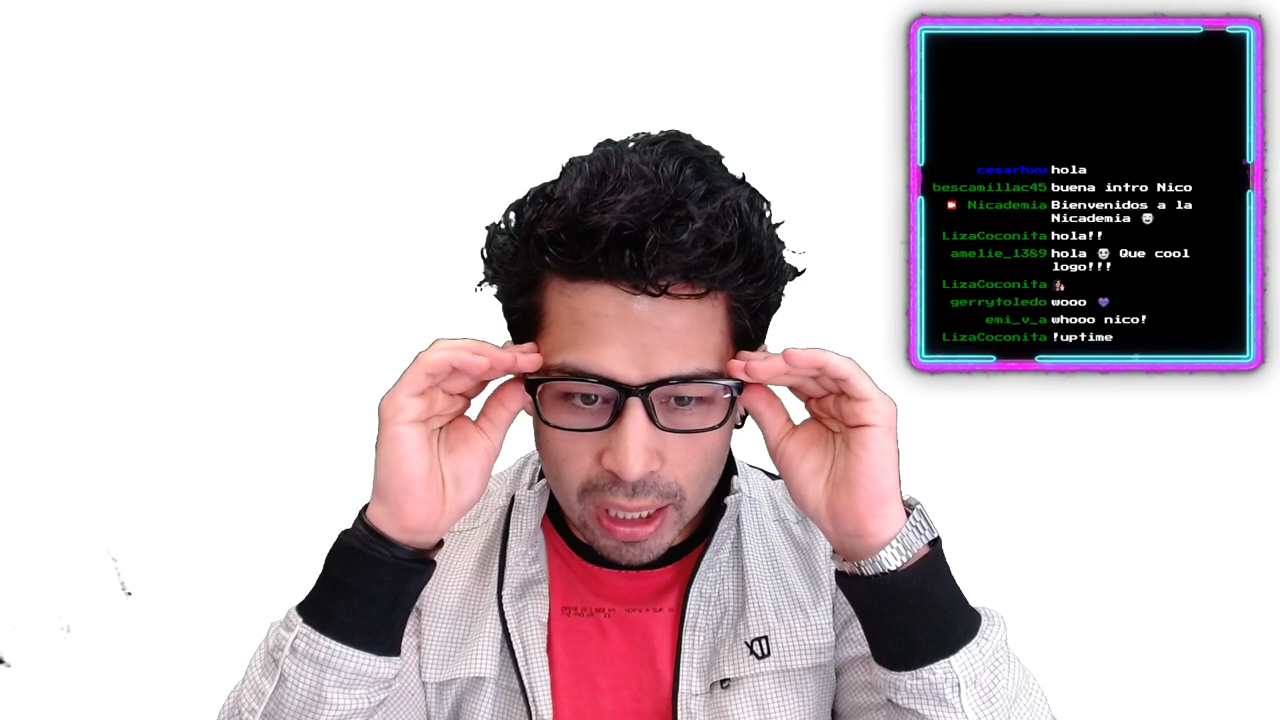 cesarhxu hola
bescamillac45 buena intro Nico
Nicademia Bienvenidos a la
Nicademia
LizaCoconita hola!!
amelie_1389 hola Que cool
logo!!!
LizaCoconita
gerrytoledo wooo
emi_v_a whooo nico!
LizaCoconita !uptime